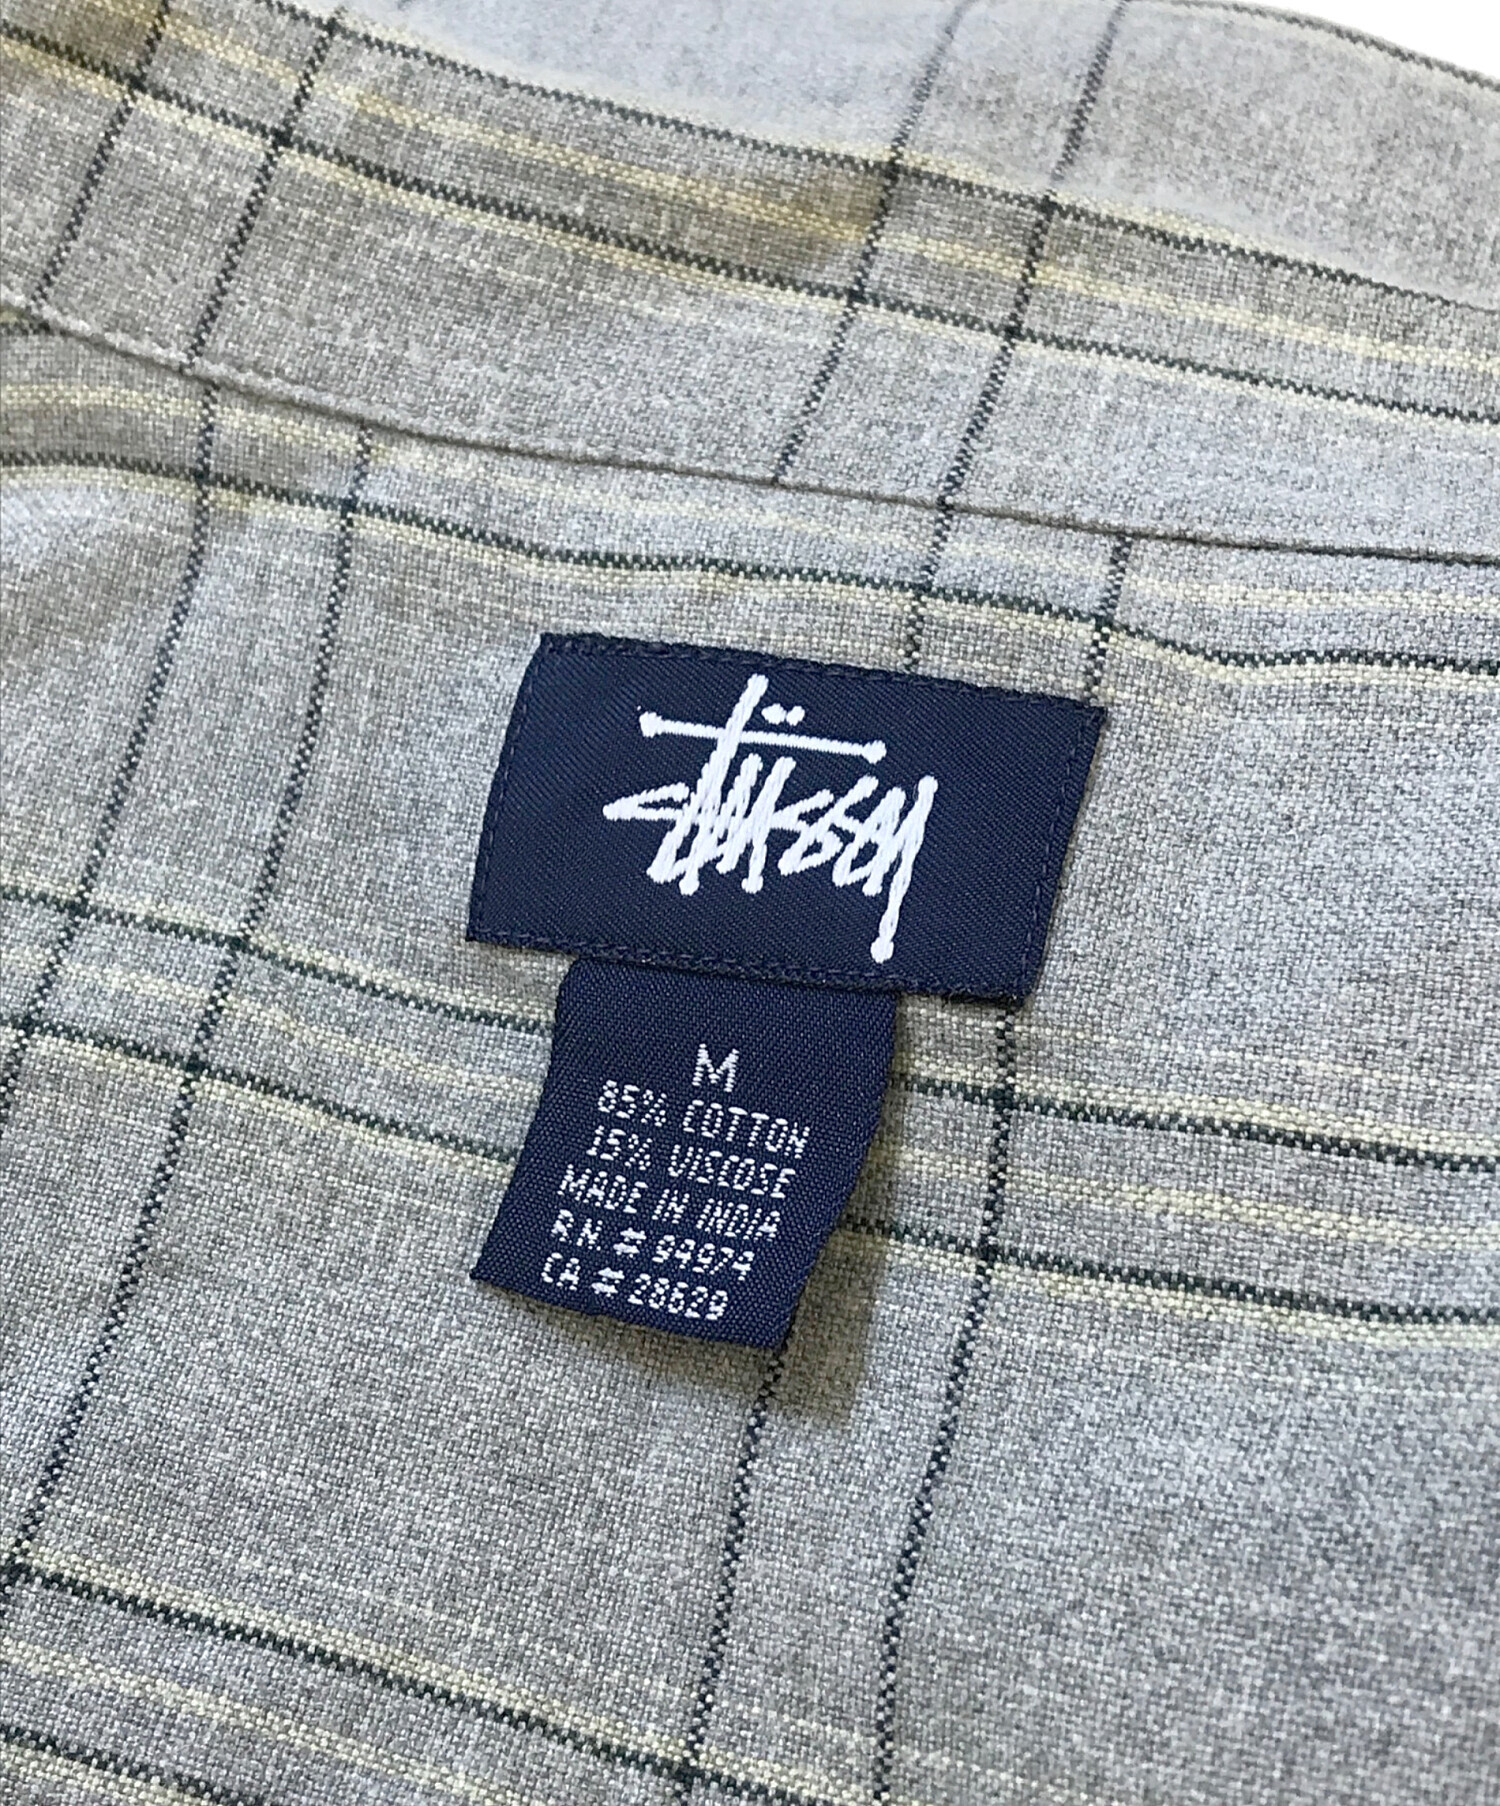 Stüssy
M
85% COTTON
15% VISCOSE
MADE IN INDIA
R.N. # 94974
CA # 28629